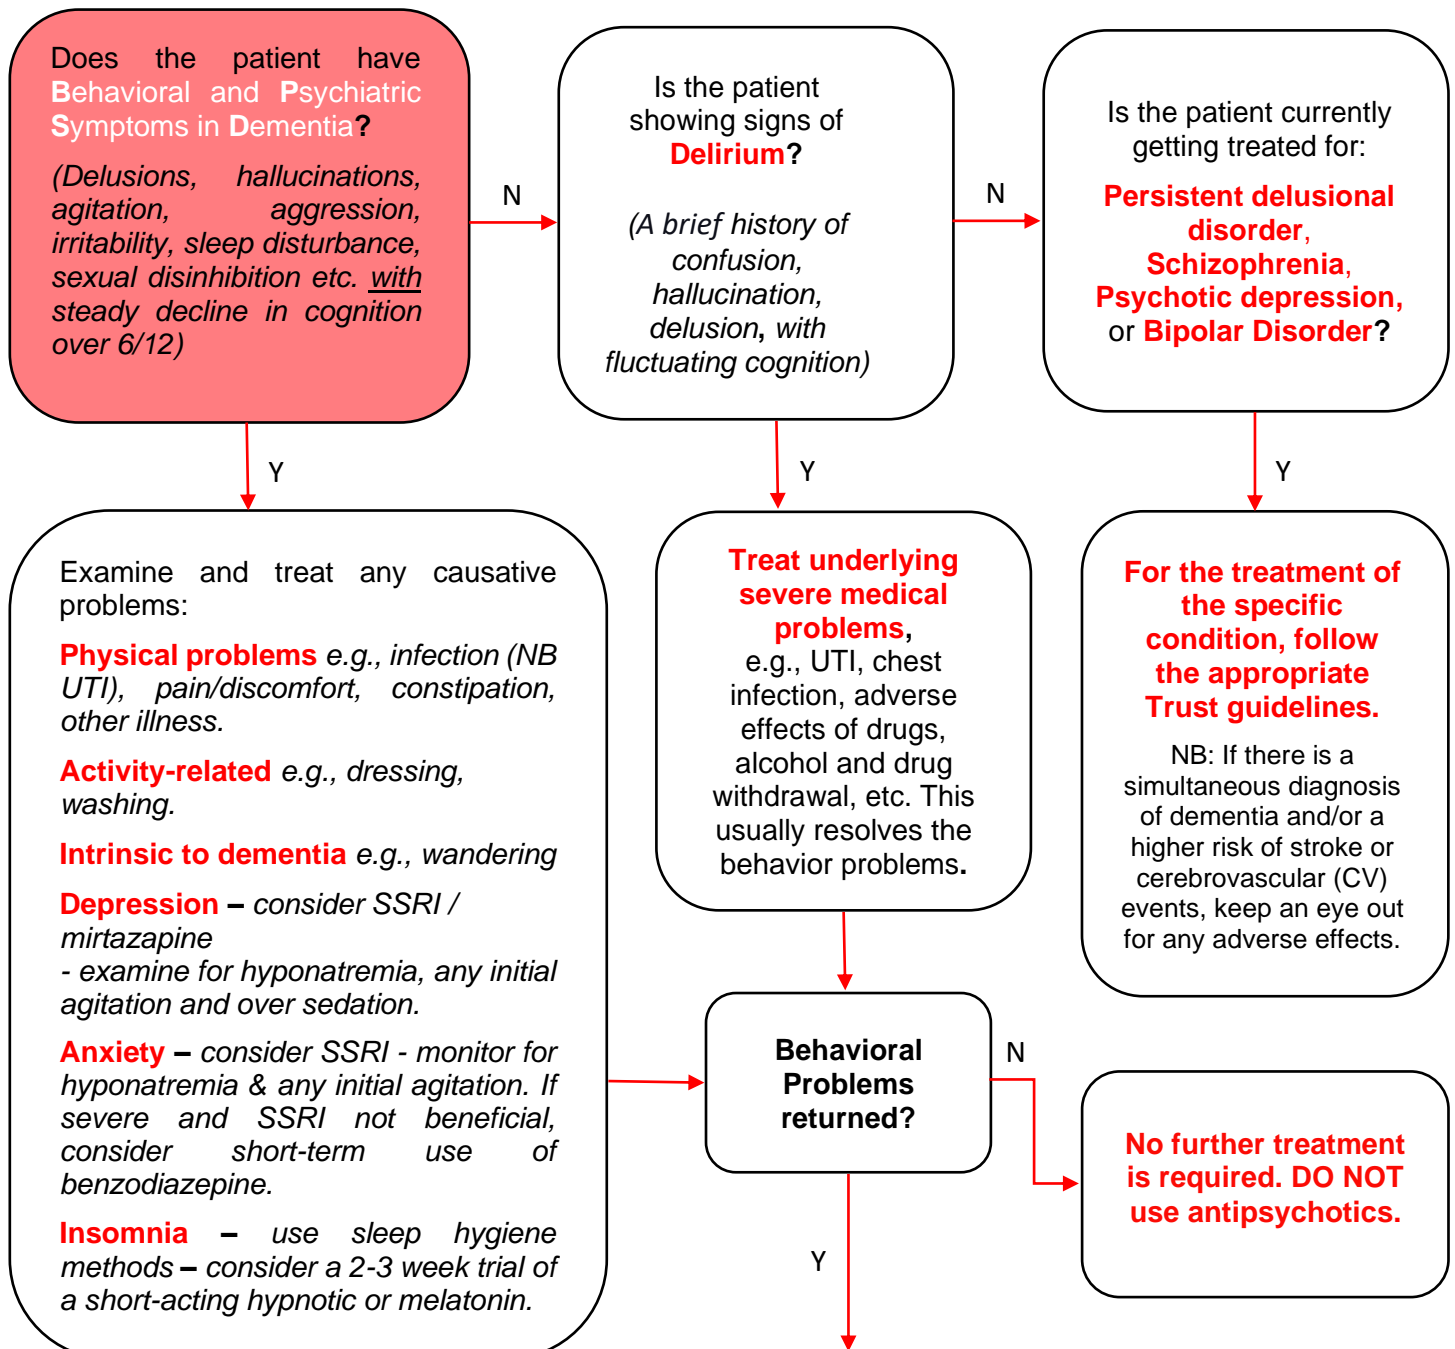 Does the patient have
Behavioral and Psychiatric
Symptoms in Dementia?
(Delusions, hallucinations,
agitation, aggression,
irritability, sleep disturbance,
sexual disinhibition etc. with
steady decline in cognition
over 6/12)
N
Is the patient
showing signs of
Delirium?
(A brief history of
confusion,
hallucination,
delusion, with
fluctuating cognition)
N
Is the patient currently
getting treated for:
Persistent delusional
disorder,
Schizophrenia,
Psychotic depression,
or Bipolar Disorder?
Y
Y
Y
Examine and treat any causative
problems:
Physical problems e.g., infection (NB
UTI), pain/discomfort, constipation,
other illness.
Activity-related e.g., dressing,
washing.
Intrinsic to dementia e.g., wandering
Depression – consider SSRI /
mirtazapine
- examine for hyponatremia, any initial
agitation and over sedation.
Anxiety – consider SSRI - monitor for
hyponatremia & any initial agitation. If
severe and SSRI not beneficial,
consider short-term use of
benzodiazepine.
Insomnia – use sleep hygiene
methods – consider a 2-3 week trial of
a short-acting hypnotic or melatonin.
Treat underlying
severe medical
problems,
e.g., UTI, chest
infection, adverse
effects of drugs,
alcohol and drug
withdrawal, etc. This
usually resolves the
behavior problems.
For the treatment of
the specific
condition, follow
the appropriate
Trust guidelines.
NB: If there is a
simultaneous diagnosis
of dementia and/or a
higher risk of stroke or
cerebrovascular (CV)
events, keep an eye out
for any adverse effects.
Behavioral
Problems
returned?
N
No further treatment
is required. DO NOT
use antipsychotics.
Y